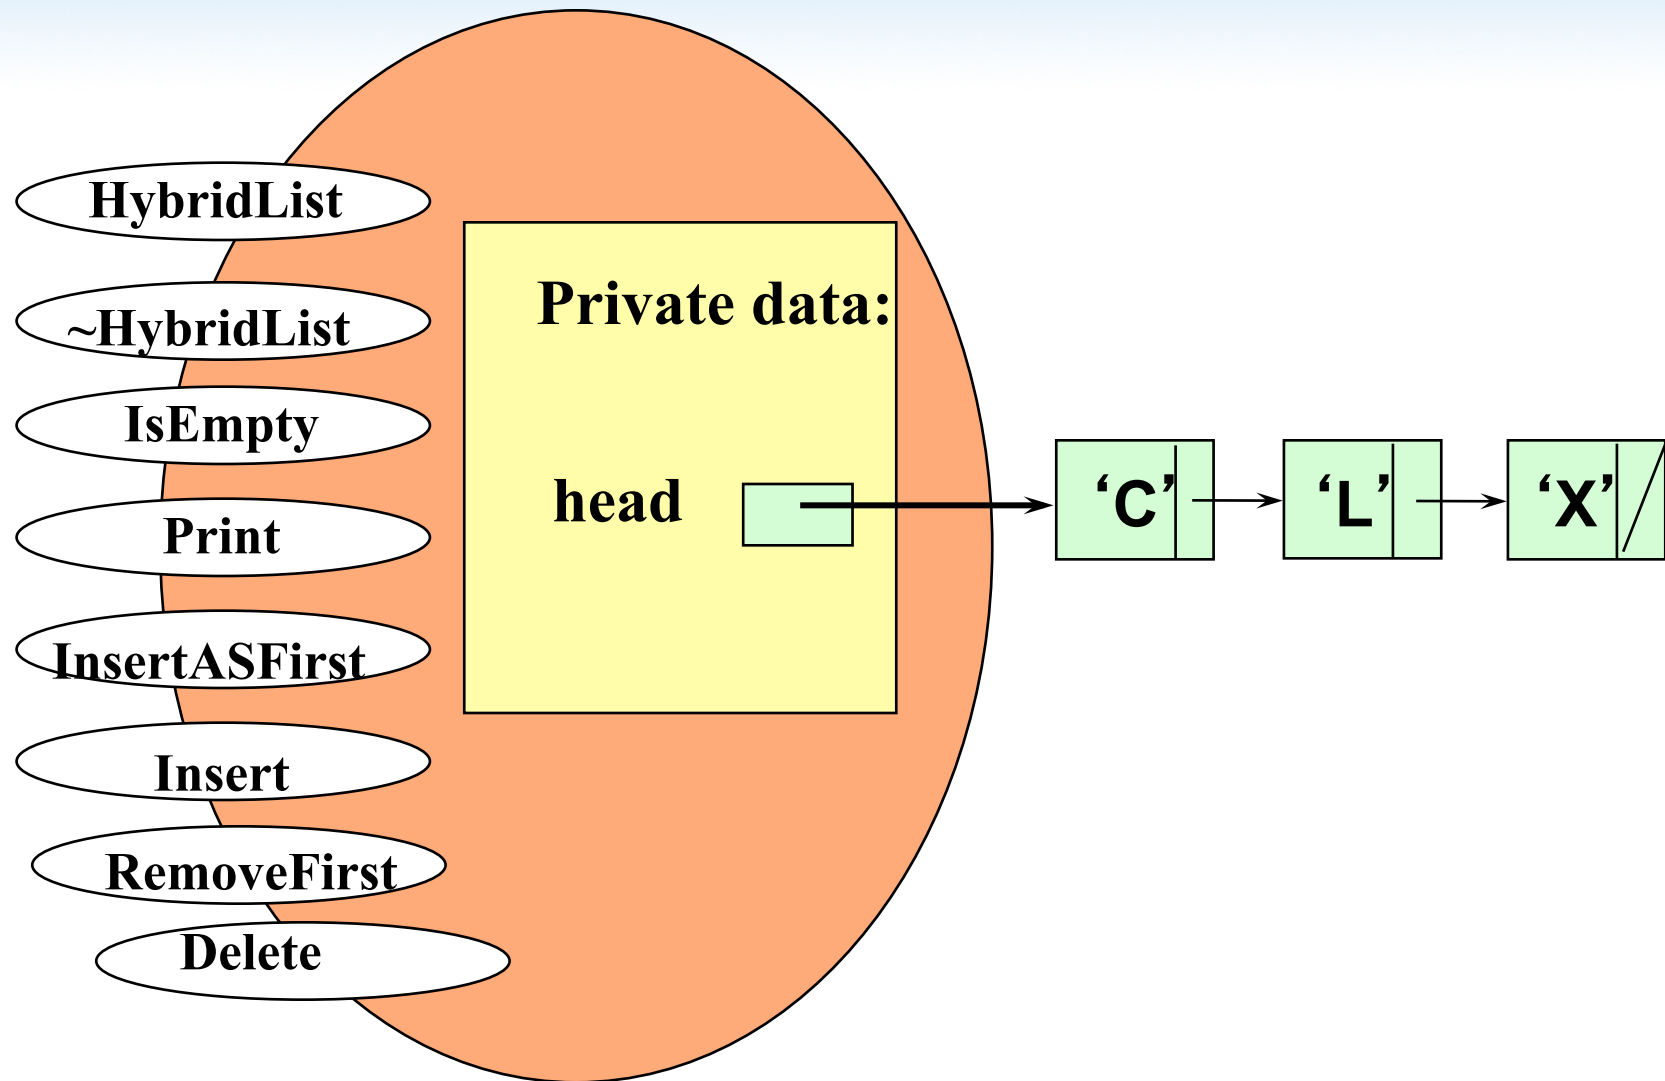 HybridList
~HybridList
IsEmpty
Print
InsertASFirst
Insert
RemoveFirst
Delete
Private data:
head
‘C’
‘L’
‘X’